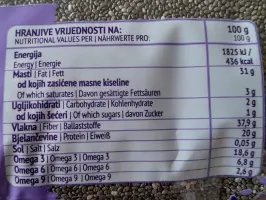 HRANJIVE VRIJEDNOSTI NA: 100 g
NUTRITIONAL VALUES PER | NÄHRWERTE PRO: 100 g
Energija 1825 kJ /
Energy | Energie 436 kcal
Masti | Fat | Fett 31 g
od kojih zasićene masne kiseline
Of which saturates | Davon gesättigte Fettsäuren 3 g
Ugljikohidrati | Carbohydrate | Kohlenhydrate 2 g
od kojih šećeri | Of which sugars | davon Zucker 1 g
Vlakna | Fiber | Ballaststoffe 37,9 g
Bjelančevine | Protein | Eiweiß 20 g
Sol | Salt | Salz 0,05 g
Omega 3 | Omega 3 | Omega 3 18,6 g
Omega 6 | Omega 6 | Omega 6 6,8 g
Omega 9 | Omega 9 | Omega 9 2,6 g